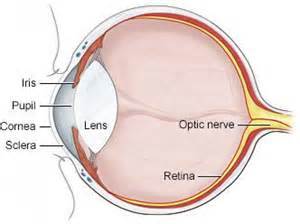 Iris
Pupil
Cornea
Sclera
Lens
Optic nerve
Retina